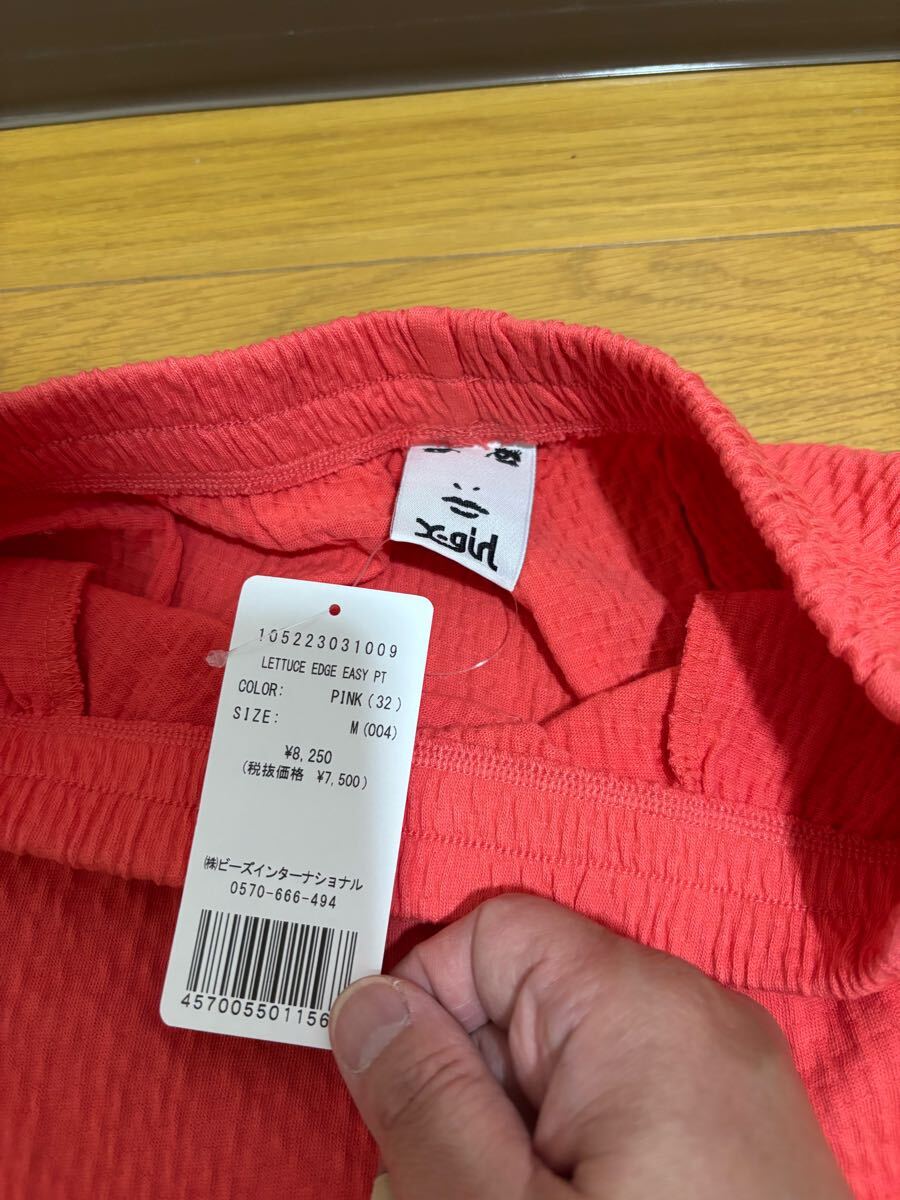 X-girl
105223031009
LETTUCE EDGE EASY PT
COLOR: PINK(32)
SIZE: M(004)
¥8,250
(税抜価格 ¥7,500)
㈱ビーズインターナショナル
0570-666-494
457005501156